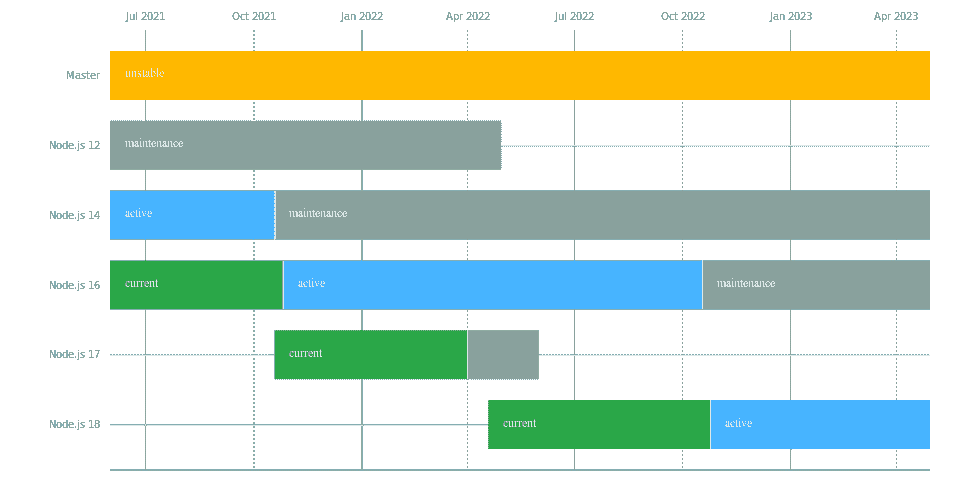 Jul 2021 Oct 2021 Jan 2022 Apr 2022 Jul 2022 Oct 2022 Jan 2023 Apr 2023
Master unstable
Node.js 12 maintenance
Node.js 14 active maintenance
Node.js 16 current active maintenance
Node.js 17 current
Node.js 18 current active